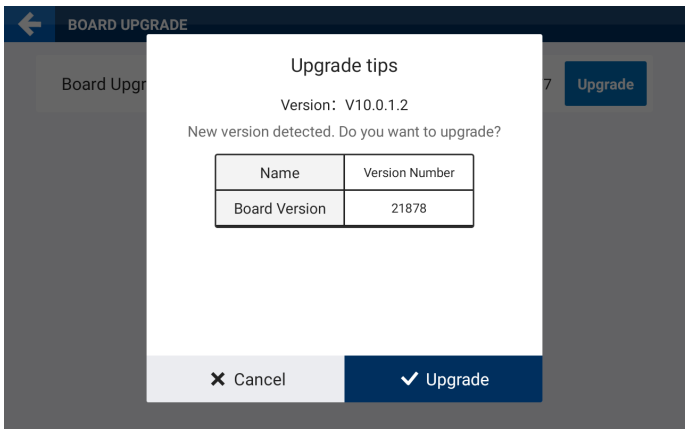 BOARD UPGRADE
Upgrade tips
Version：V10.0.1.2
New version detected. Do you want to upgrade?
Board Upgr
7
Upgrade
Name Version Number
Board Version 21878
Cancel
Upgrade